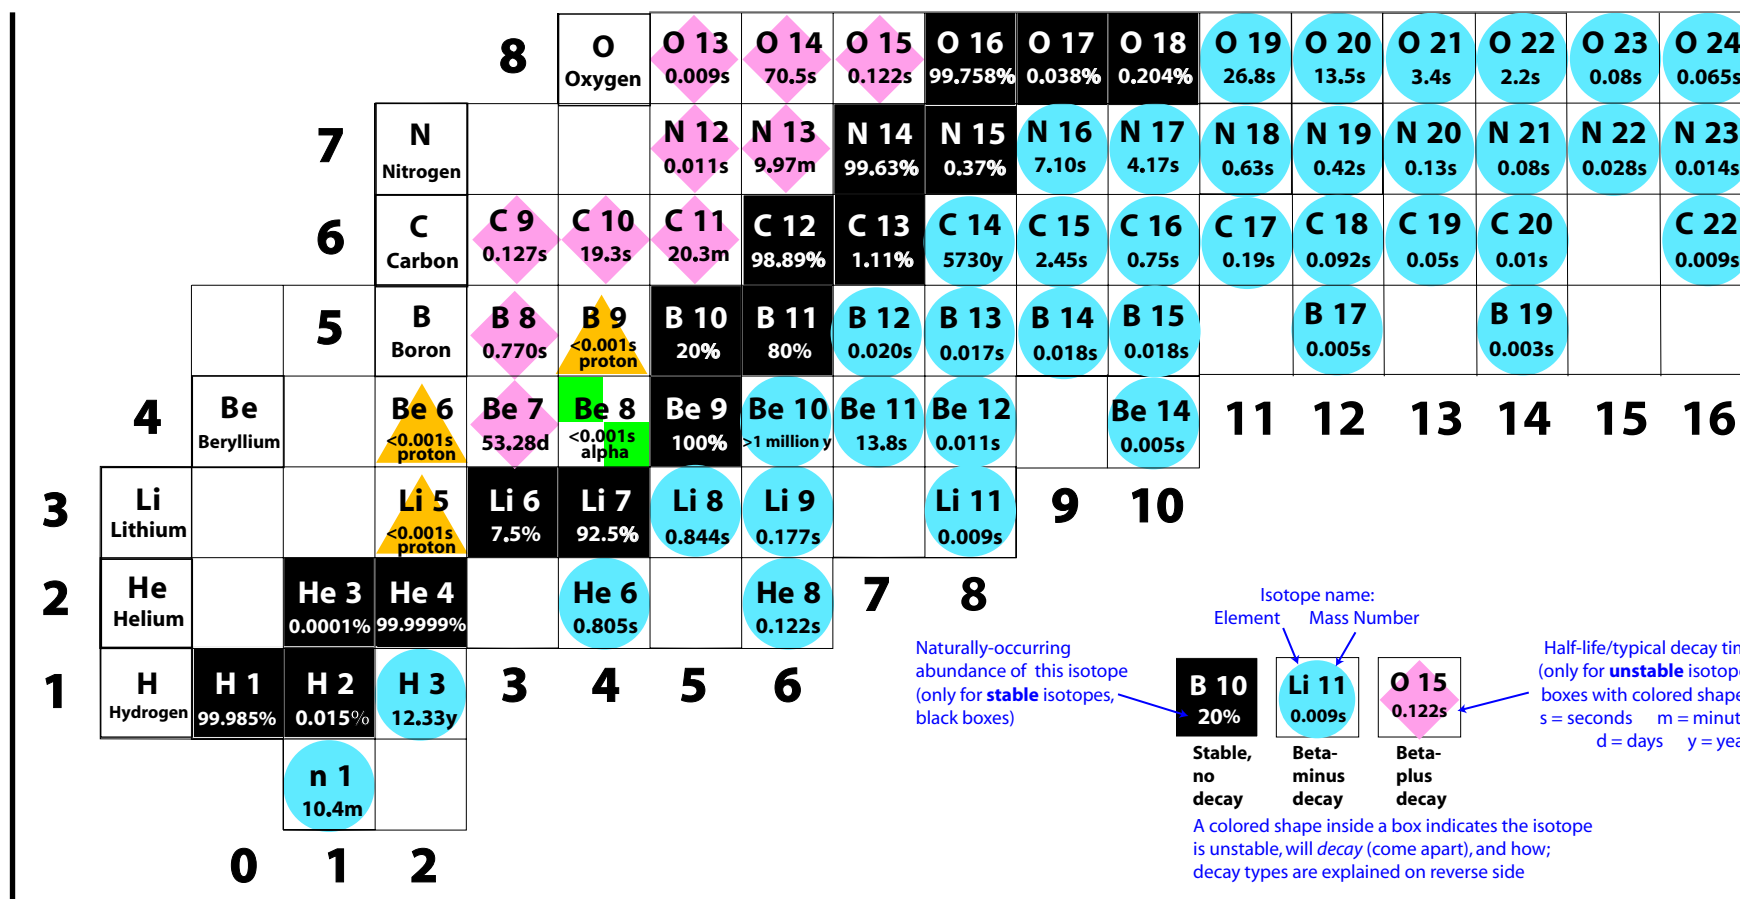 8 O O 13 O 14 O 15 O 16 O 17 O 18 O 19 O 20 O 21 O 22 O 23 O 24
Oxygen 0.009s 70.5s 0.122s 99.758% 0.038% 0.204% 26.8s 13.5s 3.4s 2.2s 0.08s 0.065s
7 N N 12 N 13 N 14 N 15 N 16 N 17 N 18 N 19 N 20 N 21 N 22 N 23
Nitrogen 0.011s 9.97m 99.63% 0.37% 7.10s 4.17s 0.63s 0.42s 0.13s 0.08s 0.028s 0.014s
6 C C 9 C 10 C 11 C 12 C 13 C 14 C 15 C 16 C 17 C 18 C 19 C 20 C 22
Carbon 0.127s 19.3s 20.3m 98.89% 1.11% 5730y 2.45s 0.75s 0.19s 0.092s 0.05s 0.01s 0.009s
5 B B 8 B 9 B 10 B 11 B 12 B 13 B 14 B 15 B 17 B 19
Boron 0.770s <0.001s 20% 80% 0.020s 0.017s 0.018s 0.018s 0.005s 0.003s
proton
4 Be Be 6 Be 7 Be 8 Be 9 Be 10 Be 11 Be 12 Be 14 11 12 13 14 15 16
Beryllium <0.001s 53.28d <0.001s 100% >1 million y 13.8s 0.011s 0.005s
proton alpha
3 Li Li 5 Li 6 Li 7 Li 8 Li 9 Li 11 9 10
Lithium <0.001s 7.5% 92.5% 0.844s 0.177s 0.009s
proton
2 He He 3 He 4 He 6 He 8 7 8
Helium 0.0001% 99.9999% 0.805s 0.122s
1 H H 1 H 2 H 3 3 4 5 6
Hydrogen 99.985% 0.015% 12.33y
n 1
10.4m
0 1 2
Isotope name:
Element Mass Number
Naturally-occurring
abundance of this isotope
(only for stable isotopes,
black boxes)
B 10 Li 11 O 15
20% 0.009s 0.122s
Stable, Beta- Beta-
no minus plus
decay decay decay
Half-life/typical decay
(only for unstable
boxes with colored
s = seconds m =
d = days y =
A colored shape inside a box indicates the isotope
is unstable, will decay (come apart), and how;
decay types are explained on reverse side